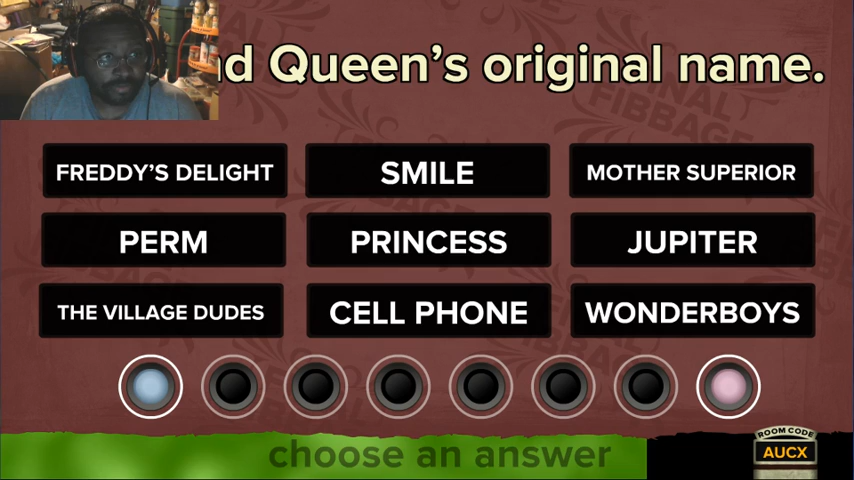 nd Queen's original name.
FREDDY'S DELIGHT
SMILE
MOTHER SUPERIOR
PERM
PRINCESS
JUPITER
THE VILLAGE DUDES
CELL PHONE
WONDERBOYS
choose an answer
ROOM CODE
AUCX